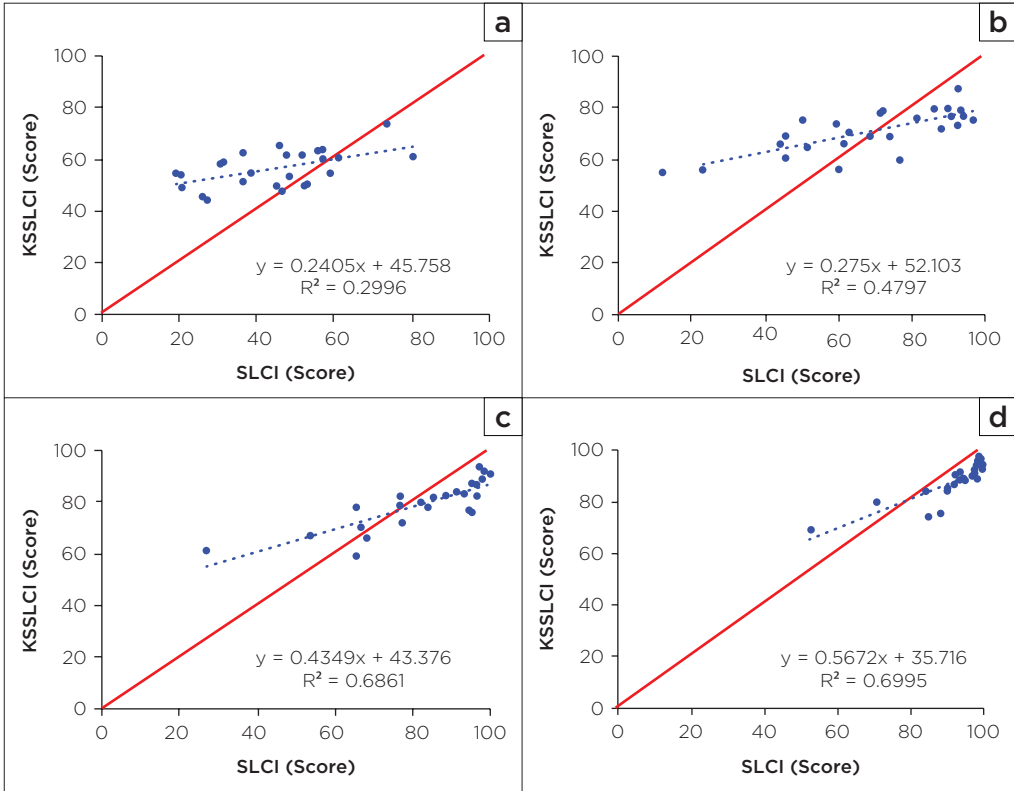 a
KSSLCI (Score)
100
80
60
40
20
0
y = 0.2405x + 45.758
R² = 0.2996
0 20 40 60 80 100
SLCI (Score)
b
KSSLCI (Score)
100
80
60
40
20
0
y = 0.275x + 52.103
R² = 0.4797
0 20 40 60 80 100
SLCI (Score)
c
KSSLCI (Score)
100
80
60
40
20
0
y = 0.4349x + 43.376
R² = 0.6861
0 20 40 60 80 100
SLCI (Score)
d
KSSLCI (Score)
100
80
60
40
20
0
y = 0.5672x + 35.716
R² = 0.6995
0 20 40 60 80 100
SLCI (Score)